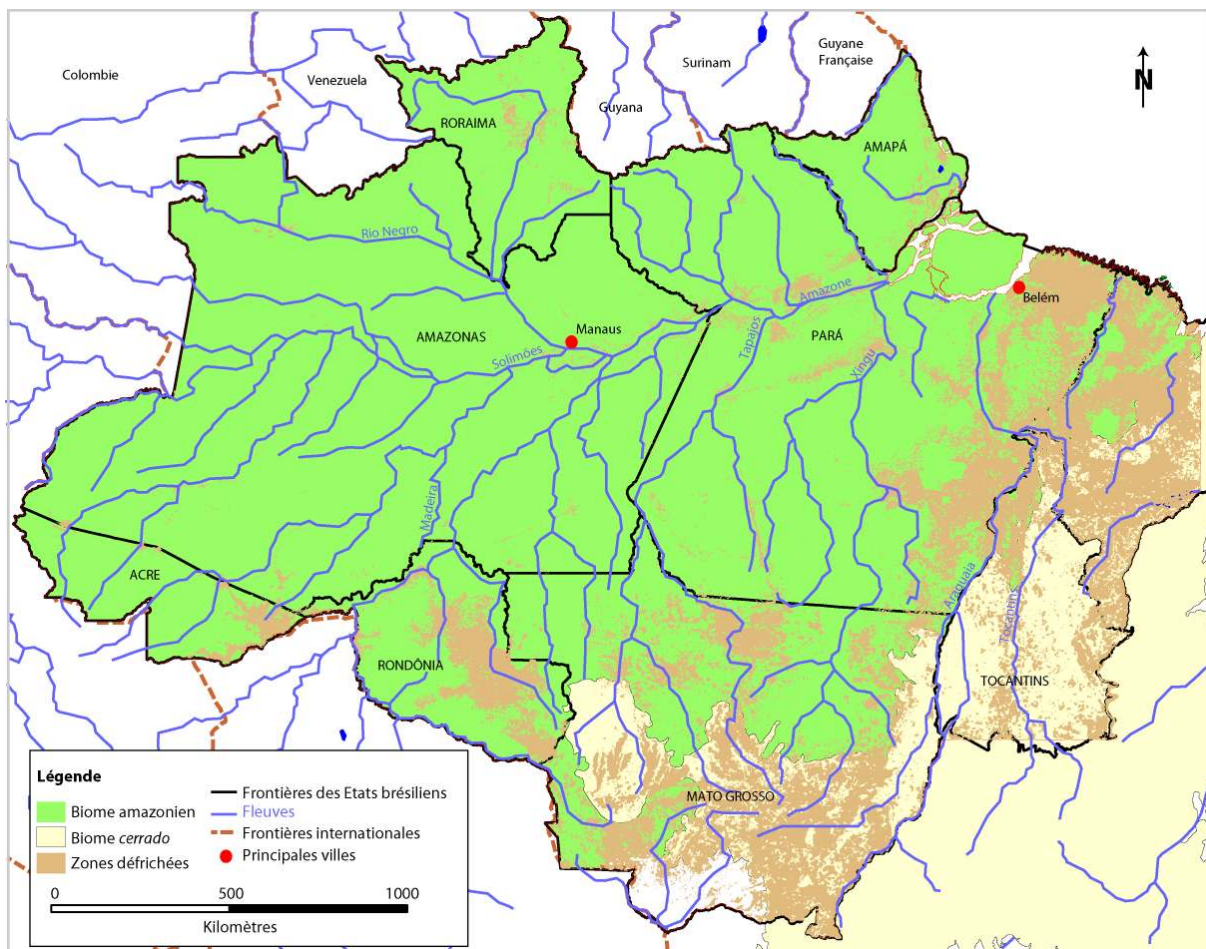 Colombie
Venezuela
Guyana
Surinam
Guyane
Française
N
RORAIMA
AMAPÁ
Rio Negro
Amazone
Belém
AMAZONAS
Manaus
Solimões
Tapajos
PARÁ
Xingu
Madeira
ACRE
RONDÔNIA
Araguaia
Tocantins
TOCANTINS
MATO GROSSO
Légende
Biome amazonien
Biome cerrado
Zones défrichées
Frontières des Etats brésiliens
Fleuves
Frontières internationales
Principales villes
0 500 1000
Kilomètres